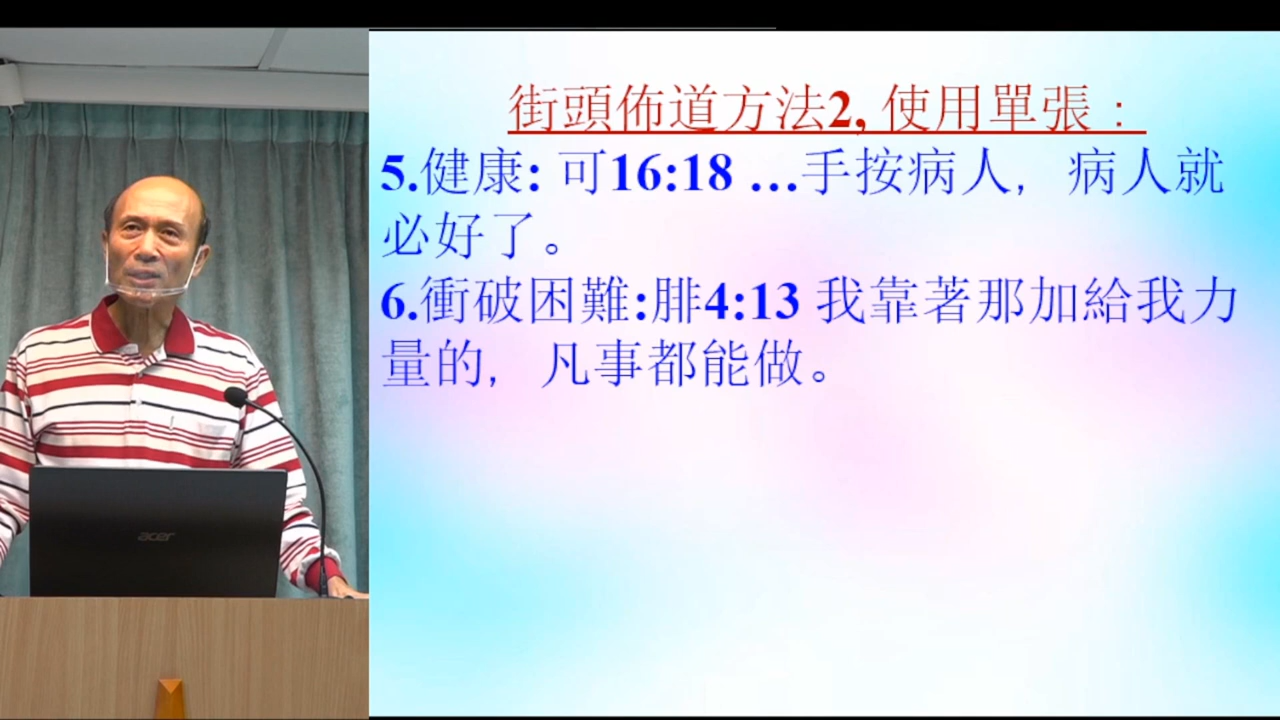 街頭佈道方法2, 使用單張：
5.健康: 可16:18 …手按病人，病人就
必好了。
6.衝破困難:腓4:13 我靠著那加給我力
量的，凡事都能做。
acer